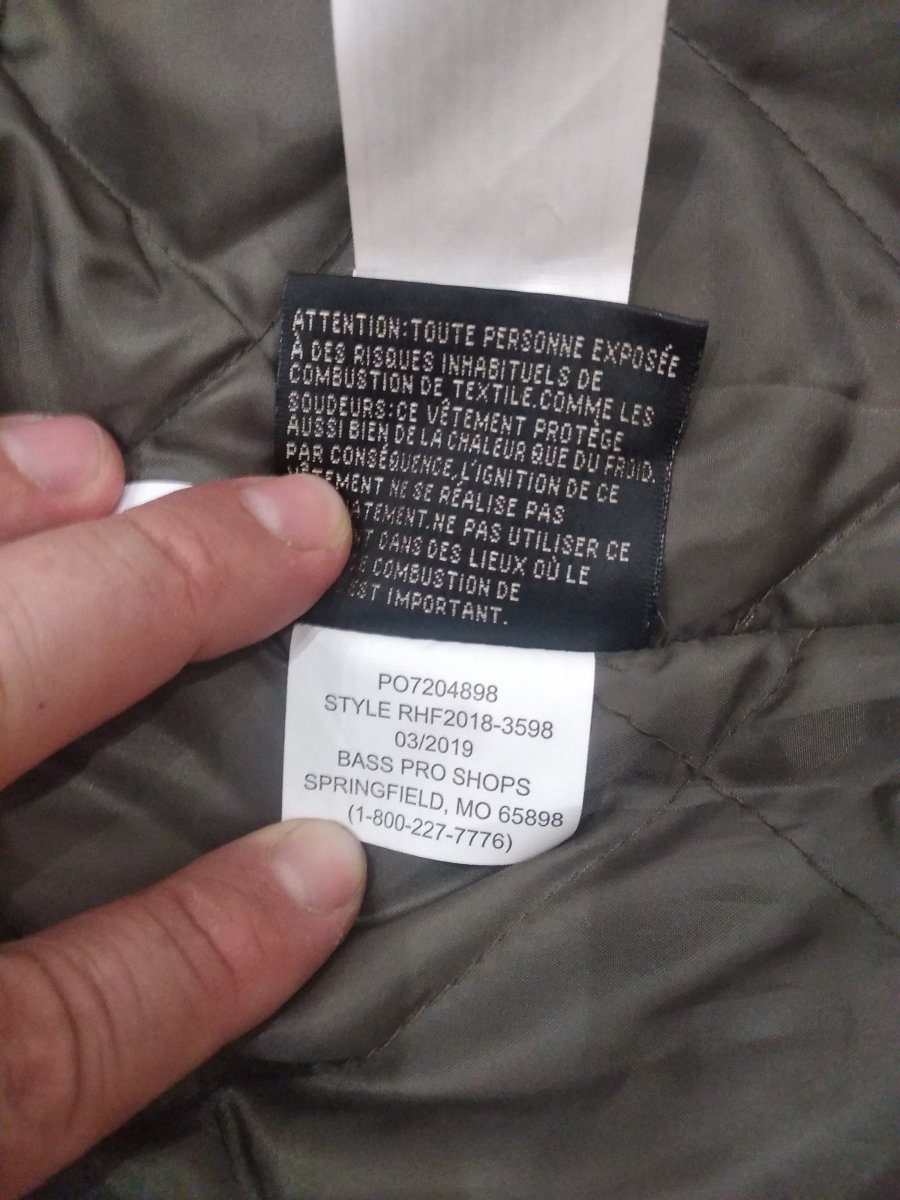 ATTENTION:TOUTE PERSONNE EXPOSÉE
À DES RISQUES INHABITUELS DE
COMBUSTION DE TEXTILE,COMME LES
SOUDEURS:CE VÊTEMENT PROTÈGE
AUSSI BIEN DE LA CHALEUR QUE DU FROID.
PAR CONSÉQUENCE,L'IGNITION DE CE
VÊTEMENT NE SE RÉALISE PAS
NE PAS UTILISER CE
DANS DES LIEUX OÙ LE
COMBUSTION DE
EST IMPORTANT.
PO7204898
STYLE RHF2018-3598
03/2019
BASS PRO SHOPS
SPRINGFIELD, MO 65898
(1-800-227-7776)